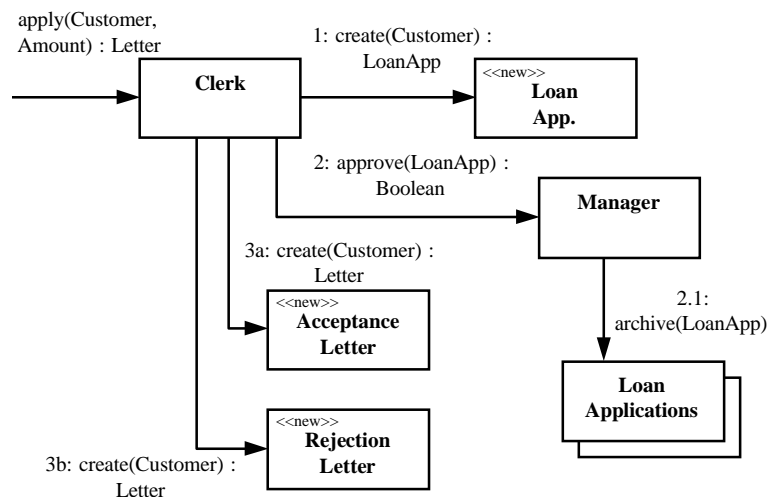 apply(Customer,
Amount) : Letter
1: create(Customer) :
LoanApp
Clerk
<<new>>
Loan
App.
2: approve(LoanApp) :
Boolean
Manager
3a: create(Customer) :
Letter
<<new>>
Acceptance
Letter
2.1:
archive(LoanApp)
Loan
Applications
<<new>>
Rejection
Letter
3b: create(Customer) :
Letter